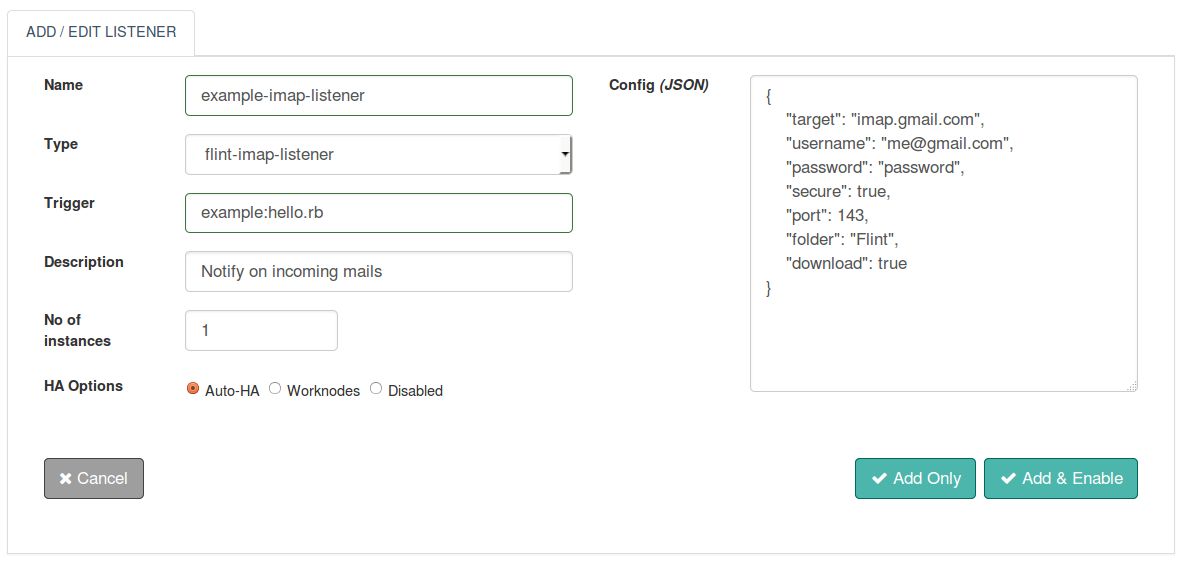 ADD / EDIT LISTENER
Name
example-imap-listener
Type
flint-imap-listener
Trigger
example:hello.rb
Description
Notify on incoming mails
No of
instances
1
HA Options
Auto-HA Worknodes Disabled
Config (JSON)
{
"target": "imap.gmail.com",
"username": "me@gmail.com",
"password": "password",
"secure": true,
"port": 143,
"folder": "Flint",
"download": true
}
Cancel
Add Only
Add & Enable